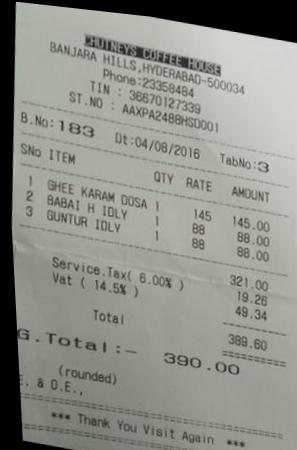 CHUTNEYS COFFEE HOUSE
BANJARA HILLS,HYDERABAD-500034
Phone:23358484
TIN : 36670127339
ST.NO : AAXPA2488HSD001
B.No:183 Dt:04/08/2016 TabNo:3
SNo ITEM QTY RATE AMOUNT
1 GHEE KARAM DOSA 1 145 145.00
2 BABAI H IDLY 1 88 88.00
3 GUNTUR IDLY 1 88 88.00
321.00
Service.Tax( 6.00% ) 19.26
Vat ( 14.5% ) 49.34
Total 389.60
G.Total:- 390.00
(rounded)
E. & O.E.,
*** Thank You Visit Again ***